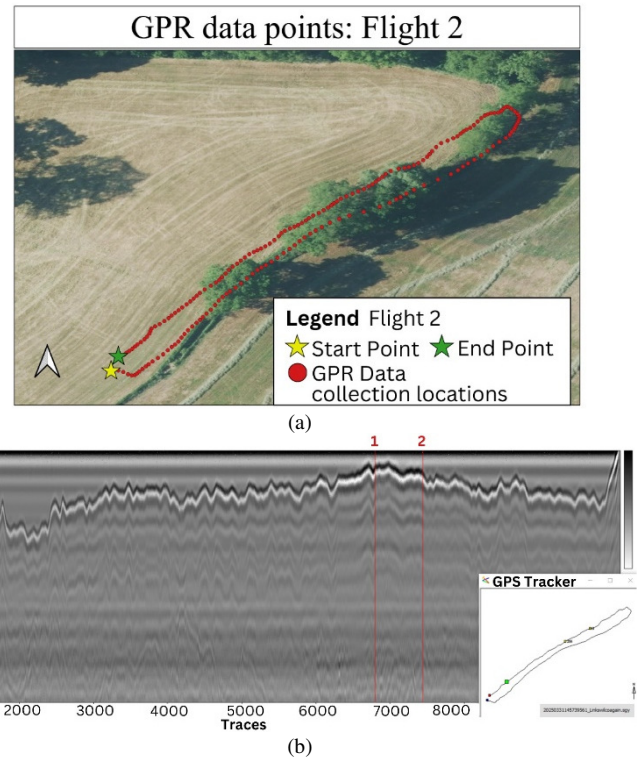 GPR data points: Flight 2
Legend Flight 2
Start Point End Point
GPR Data
collection locations
(a)
1 2
GPS Tracker
2000 3000 4000 5000 6000 7000 8000
Traces
(b)